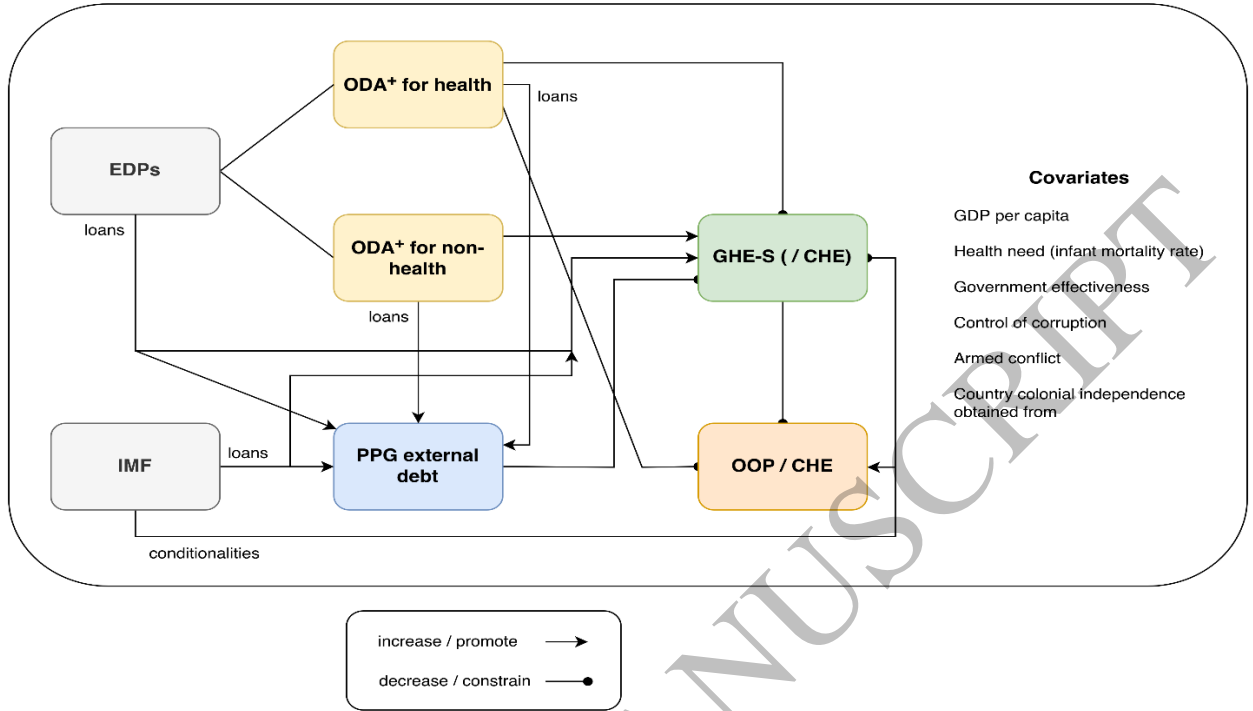 ODA+ for health
loans
EDPs
loans
ODA+ for non-
health
loans
GHE-S ( / CHE)
IMF
loans
PPG external
debt
OOP / CHE
conditionalities
Covariates
GDP per capita
Health need (infant mortality rate)
Government effectiveness
Control of corruption
Armed conflict
Country colonial independence
obtained from
increase / promote
decrease / constrain
NUSCRIPT